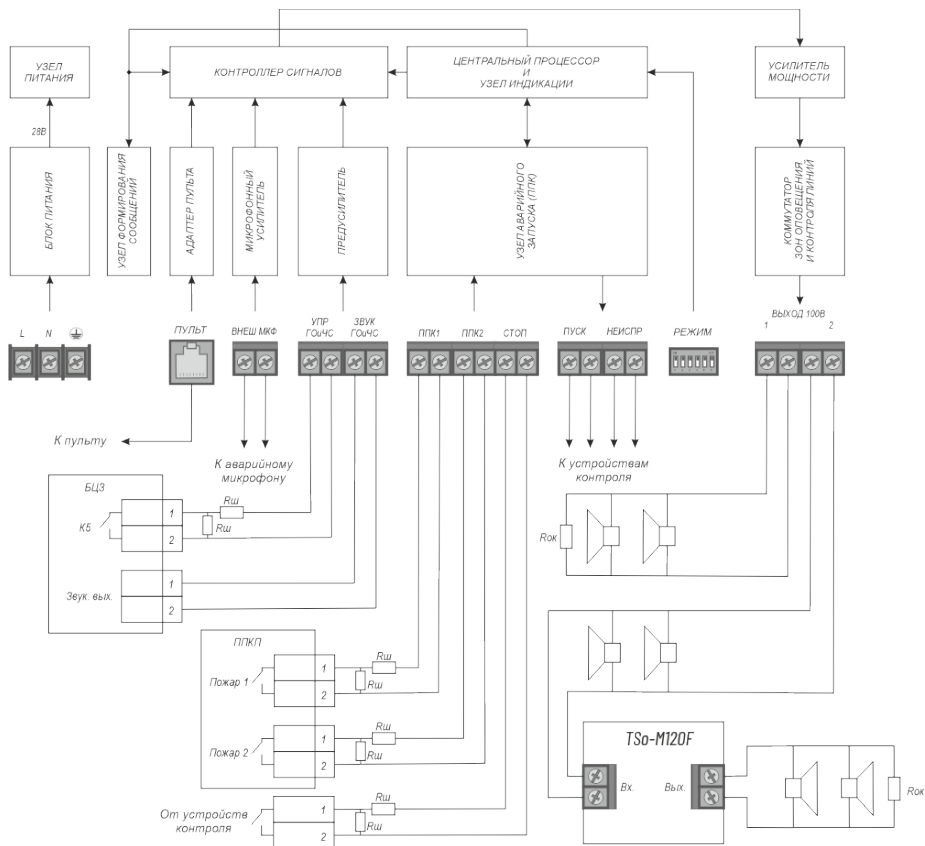 УЗЕЛ
ПИТАНИЯ
КОНТРОЛЛЕР СИГНАЛОВ
ЦЕНТРАЛЬНЫЙ ПРОЦЕССОР
И
УЗЕЛ ИНДИКАЦИИ
УСИЛИТЕЛЬ
МОЩНОСТИ
28В
БЛОК ПИТАНИЯ
УЗЕЛ ФОРМИРОВАНИЯ
СООБЩЕНИЙ
АДАПТЕР ПУЛЬТА
МИКРОФОННЫЙ
УСИЛИТЕЛЬ
ПРЕДУСИЛИТЕЛЬ
УЗЕЛ АВАРИЙНОГО
ЗАПУСКА (ППК)
КОММУТАТОР
ЗОН ОПОВЕЩЕНИЯ
И КОНТРОЛЯ ЛИНИЙ
L
N
ПУЛЬТ
ВНЕШ МКФ
УПР
ГОиЧС
ЗВУК
ГОиЧС
ППК1
ППК2
СТОП
ПУСК
НЕИСПР
РЕЖИМ
ВЫХОД 100В
1
2
К пульту
К аварийному
микрофону
К устройствам
контроля
БЦЗ
К5
1
2
Rш
Rш
Звук. вых.
1
2
Rок
ППКП
Пожар 1
1
2
Rш
Rш
Пожар 2
1
2
Rш
Rш
TSo-M120F
Вх.
Вых.
Rок
От устройств
контроля
1
2
Rш
Rш